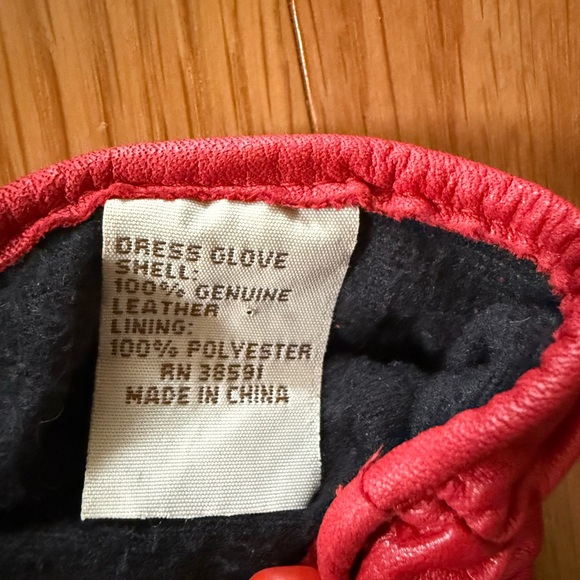 DRESS GLOVE
SHELL:
100% GENUINE
LEATHER
LINING:
100% POLYESTER
RN 38591
MADE IN CHINA